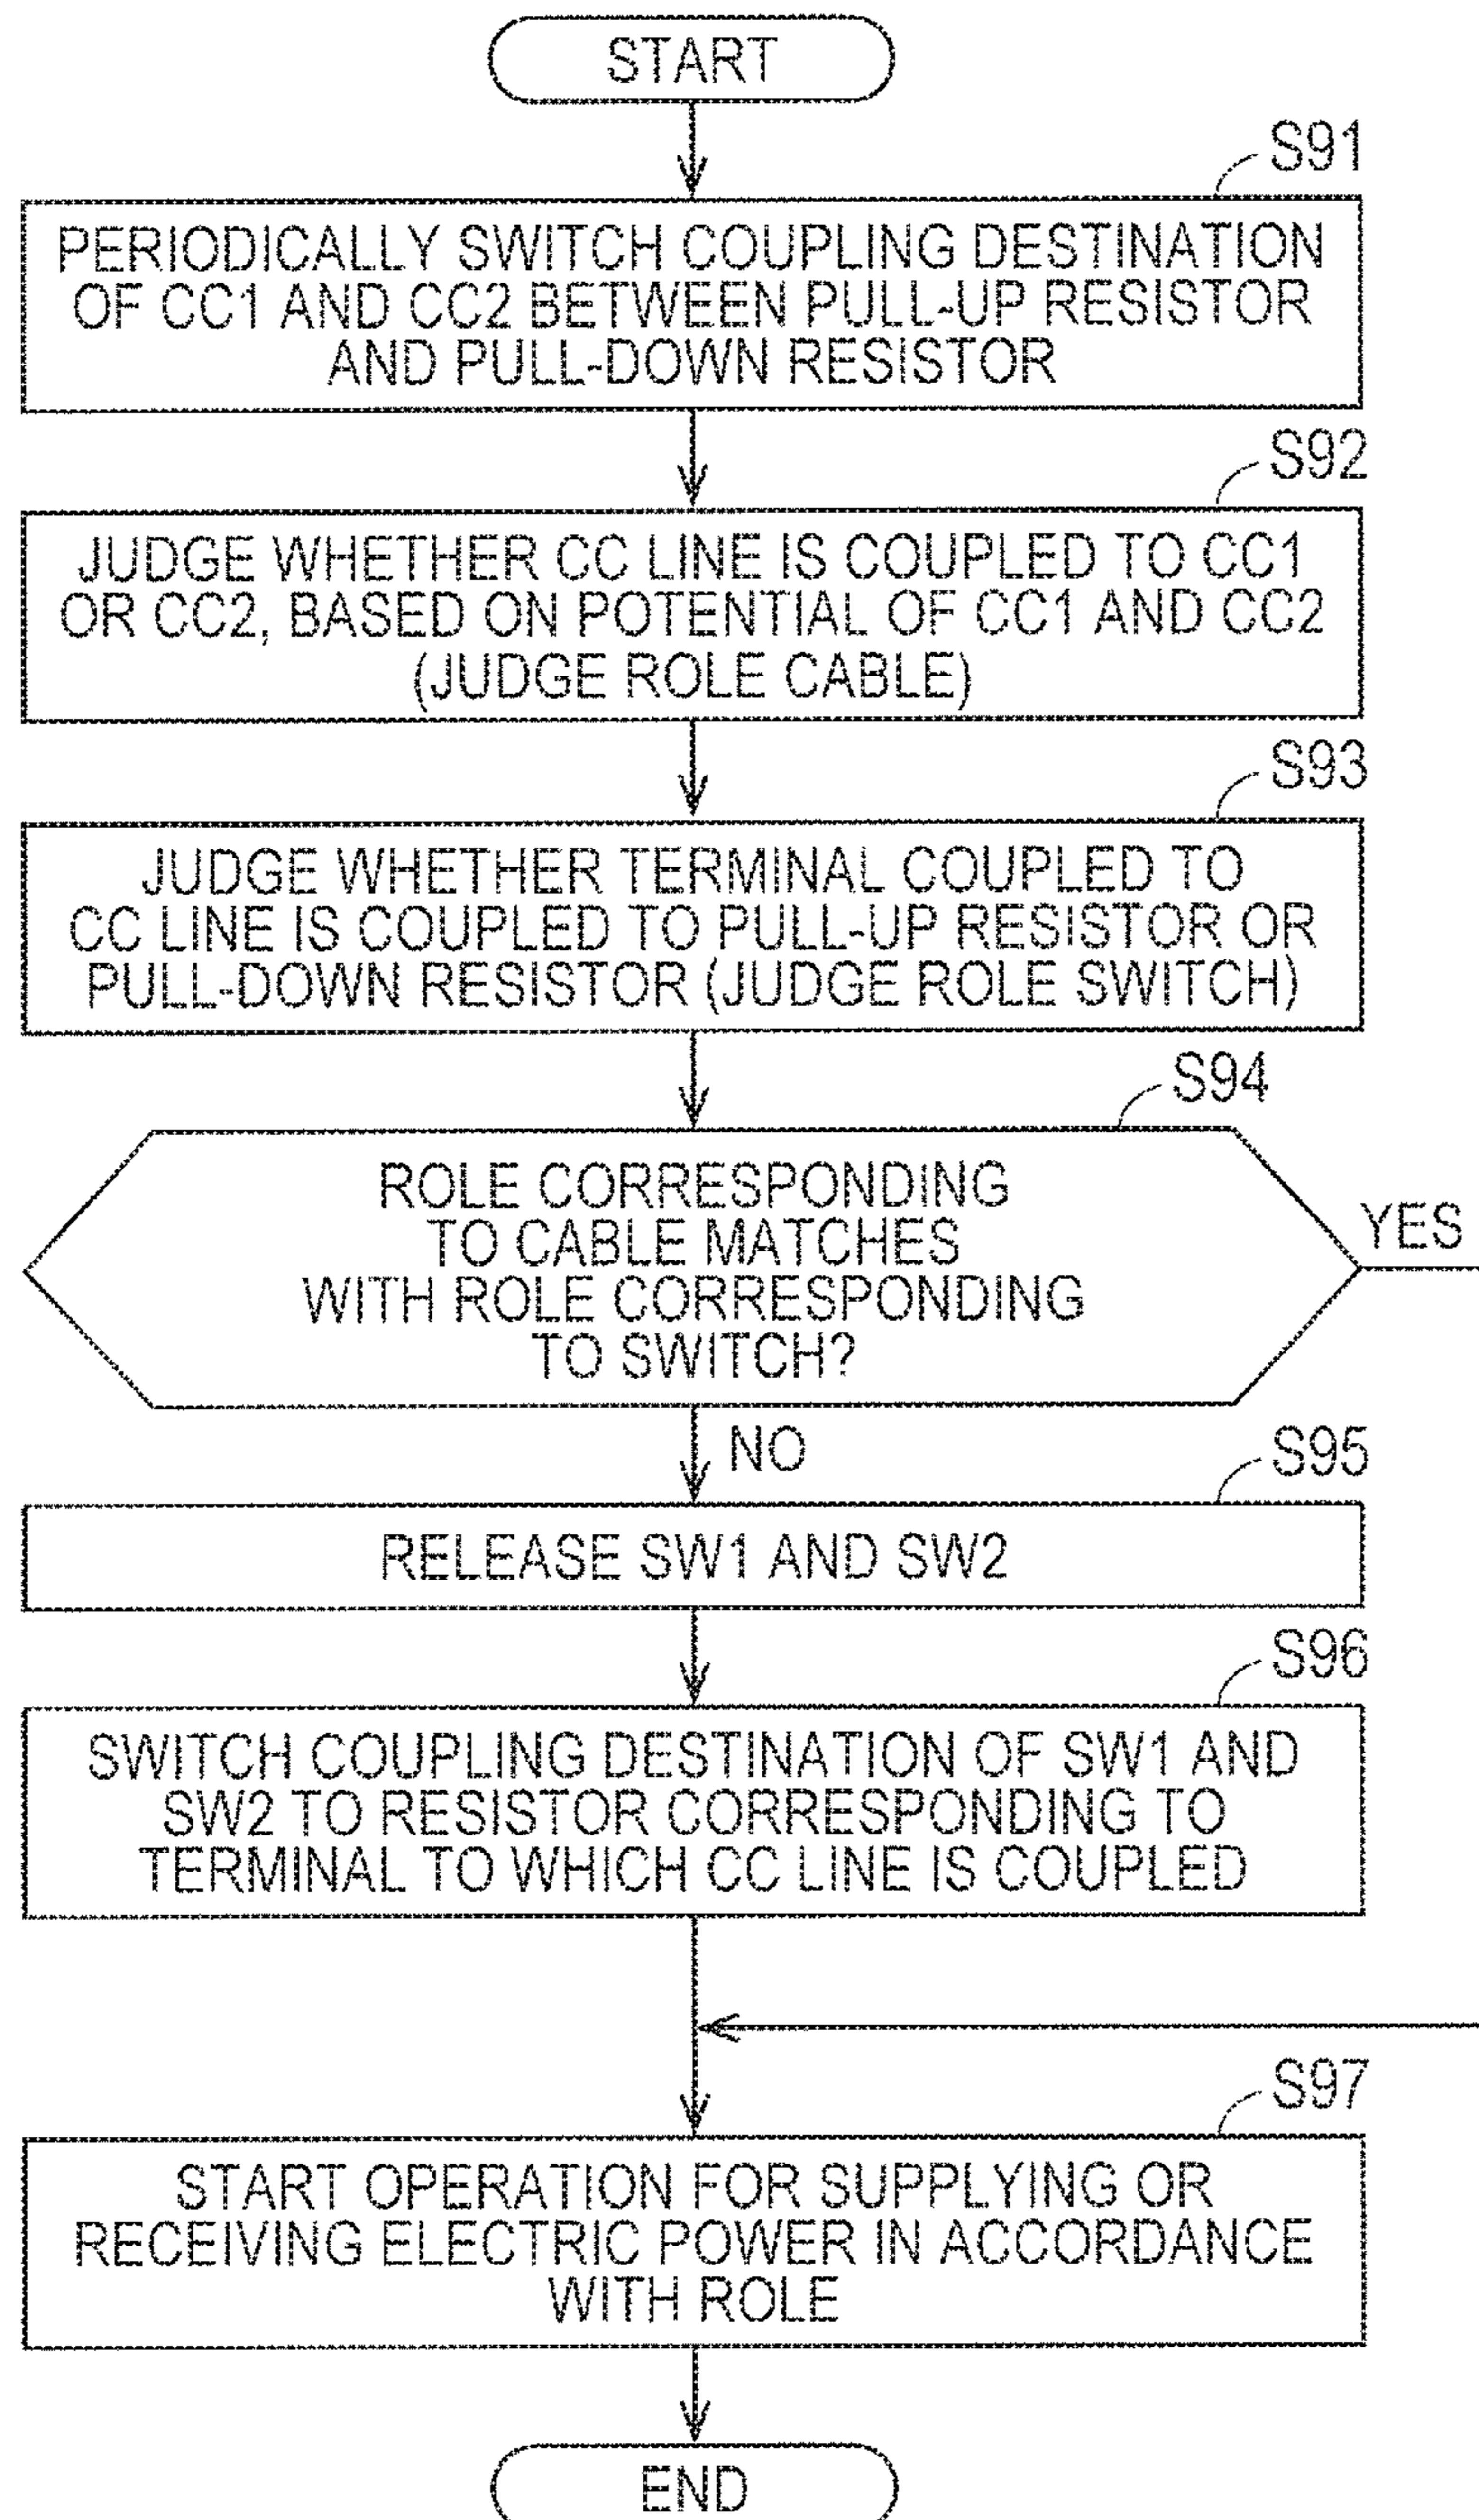 START
S91
PERIODICALLY SWITCH COUPLING DESTINATION
OF CC1 AND CC2 BETWEEN PULL-UP RESISTOR
AND PULL-DOWN RESISTOR
S92
JUDGE WHETHER CC LINE IS COUPLED TO CC1
OR CC2, BASED ON POTENTIAL OF CC1 AND CC2
(JUDGE ROLE CABLE)
S93
JUDGE WHETHER TERMINAL COUPLED TO
CC LINE IS COUPLED TO PULL-UP RESISTOR OR
PULL-DOWN RESISTOR (JUDGE ROLE SWITCH)
S94
ROLE CORRESPONDING
TO CABLE MATCHES
WITH ROLE CORRESPONDING
TO SWITCH?
YES
NO
S95
RELEASE SW1 AND SW2
S96
SWITCH COUPLING DESTINATION OF SW1 AND
SW2 TO RESISTOR CORRESPONDING TO
TERMINAL TO WHICH CC LINE IS COUPLED
S97
START OPERATION FOR SUPPLYING OR
RECEIVING ELECTRIC POWER IN ACCORDANCE
WITH ROLE
END